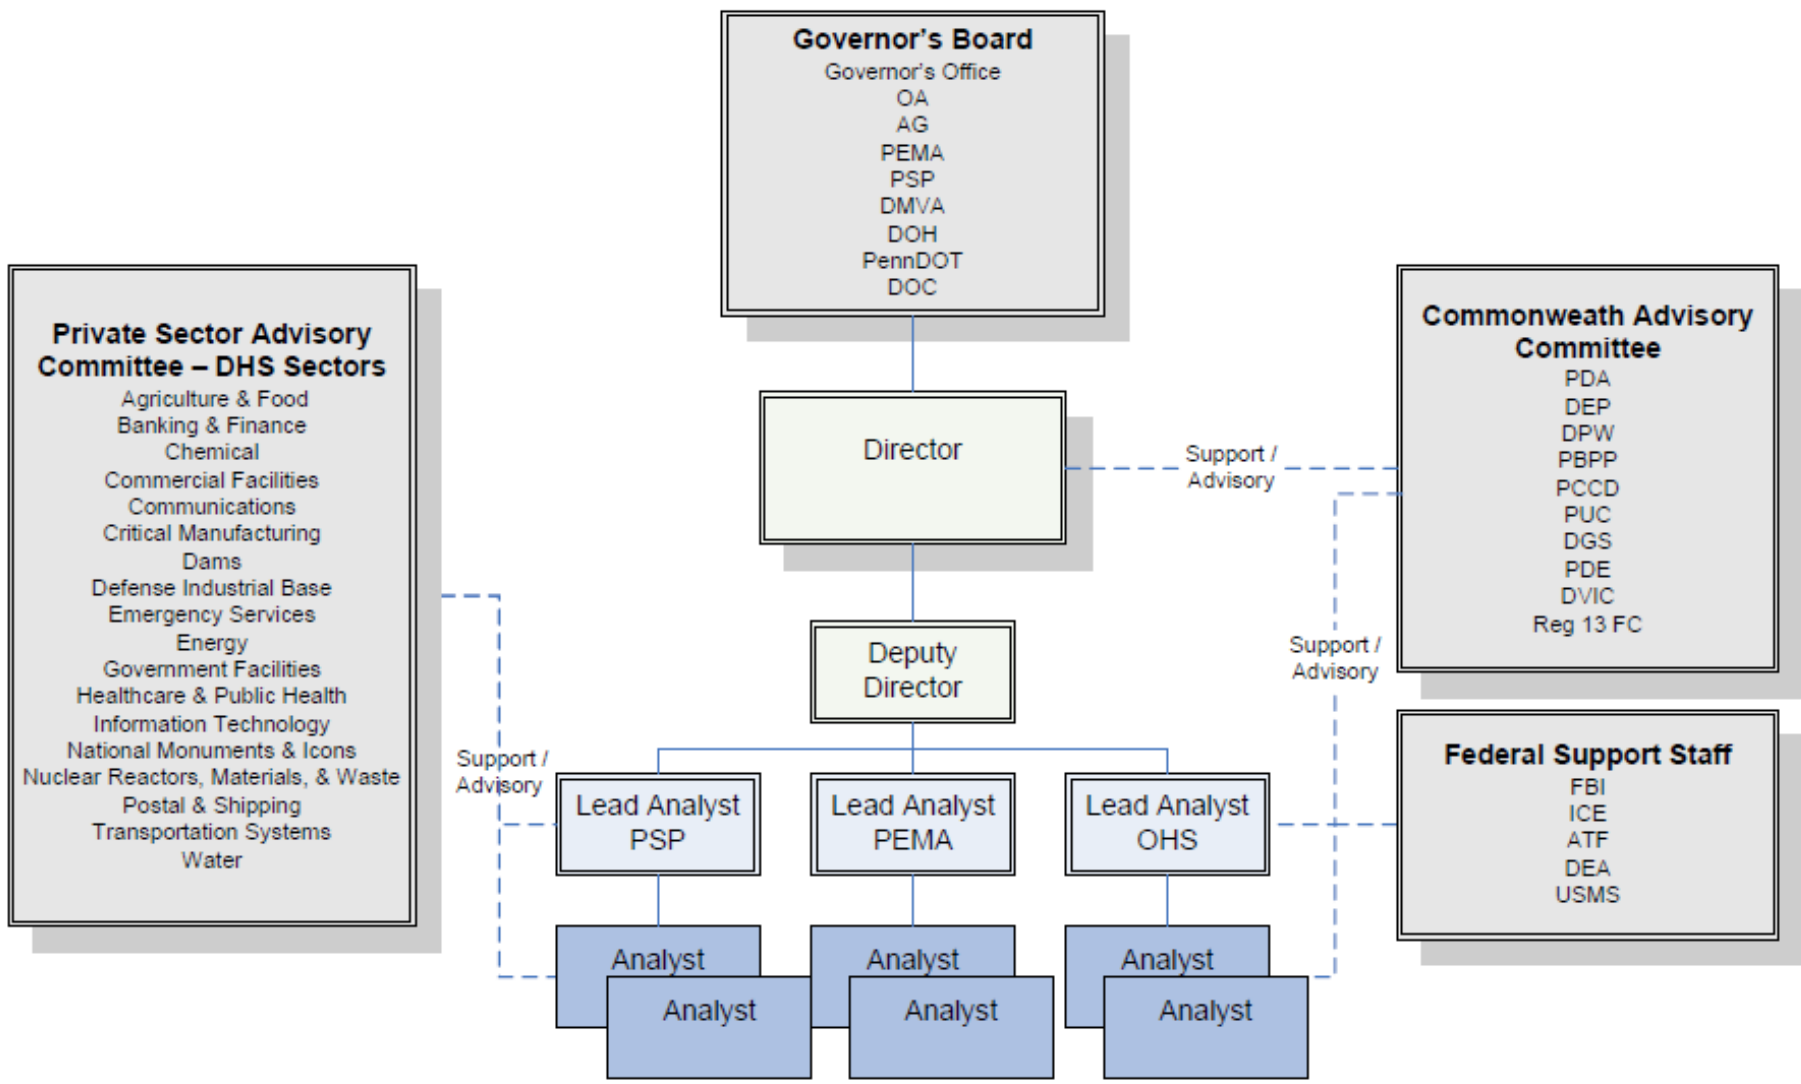 Governor's Board
Governor's Office
OA
AG
PEMA
PSP
DMVA
DOH
PennDOT
DOC
Private Sector Advisory
Committee – DHS Sectors
Agriculture & Food
Banking & Finance
Chemical
Commercial Facilities
Communications
Critical Manufacturing
Dams
Defense Industrial Base
Emergency Services
Energy
Government Facilities
Healthcare & Public Health
Information Technology
National Monuments & Icons
Nuclear Reactors, Materials, & Waste
Postal & Shipping
Transportation Systems
Water
Director
Support /
Advisory
Commonweath Advisory
Committee
PDA
DEP
DPW
PBPP
PCCD
PUC
DGS
PDE
DVIC
Reg 13 FC
Deputy
Director
Support /
Advisory
Support /
Advisory
Lead Analyst
PSP
Lead Analyst
PEMA
Lead Analyst
OHS
Federal Support Staff
FBI
ICE
ATF
DEA
USMS
Analyst
Analyst
Analyst
Analyst
Analyst
Analyst